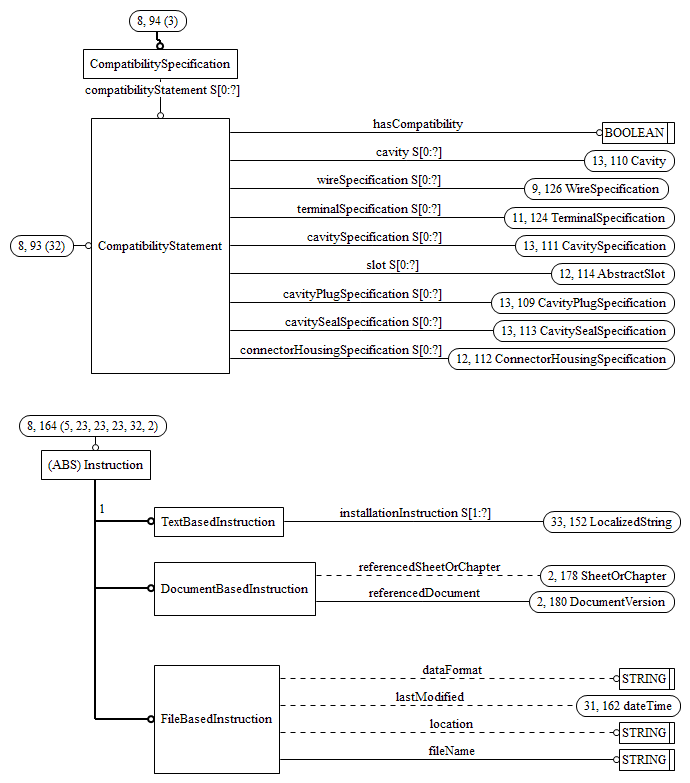 8, 94 (3)
CompatibilitySpecification
compatibilityStatement S[0:?]
hasCompatibility
BOOLEAN
cavity S[0:?]
13, 110 Cavity
wireSpecification S[0:?]
9, 126 WireSpecification
terminalSpecification S[0:?]
11, 124 TerminalSpecification
8, 93 (32)
CompatibilityStatement
cavitySpecification S[0:?]
13, 111 CavitySpecification
slot S[0:?]
12, 114 AbstractSlot
cavityPlugSpecification S[0:?]
13, 109 CavityPlugSpecification
cavitySealSpecification S[0:?]
13, 113 CavitySealSpecification
connectorHousingSpecification S[0:?]
12, 112 ConnectorHousingSpecification
8, 164 (5, 23, 23, 23, 32, 2)
(ABS) Instruction
1
TextBasedInstruction
installationInstruction S[1:?]
33, 152 LocalizedString
DocumentBasedInstruction
referencedSheetOrChapter
2, 178 SheetOrChapter
referencedDocument
2, 180 DocumentVersion
FileBasedInstruction
dataFormat
STRING
lastModified
31, 162 dateTime
location
STRING
fileName
STRING